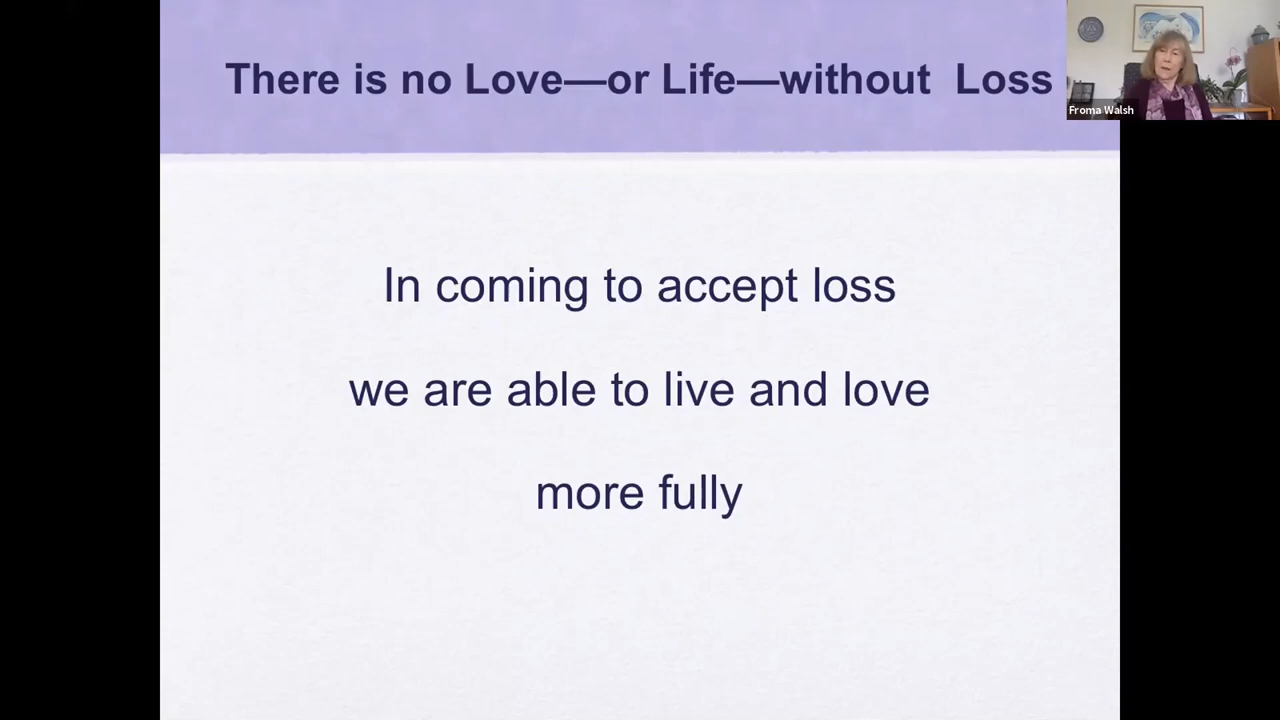 There is no Love—or Life—without  Loss
Froma Walsh
In coming to accept loss
we are able to live and love
more fully